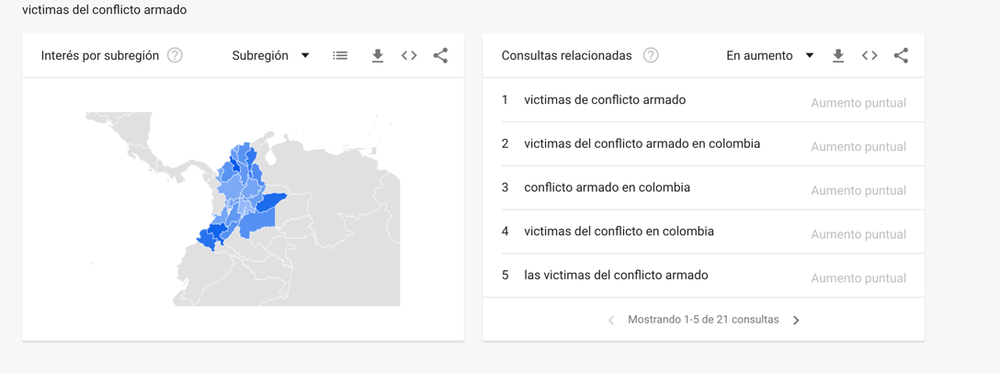 victimas del conflicto armado
Interés por subregión
Subregión
Consultas relacionadas
En aumento
1 victimas de conflicto armado Aumento puntual
2 victimas del conflicto armado en colombia Aumento puntual
3 conflicto armado en colombia Aumento puntual
4 victimas del conflicto en colombia Aumento puntual
5 las victimas del conflicto armado Aumento puntual
Mostrando 1-5 de 21 consultas